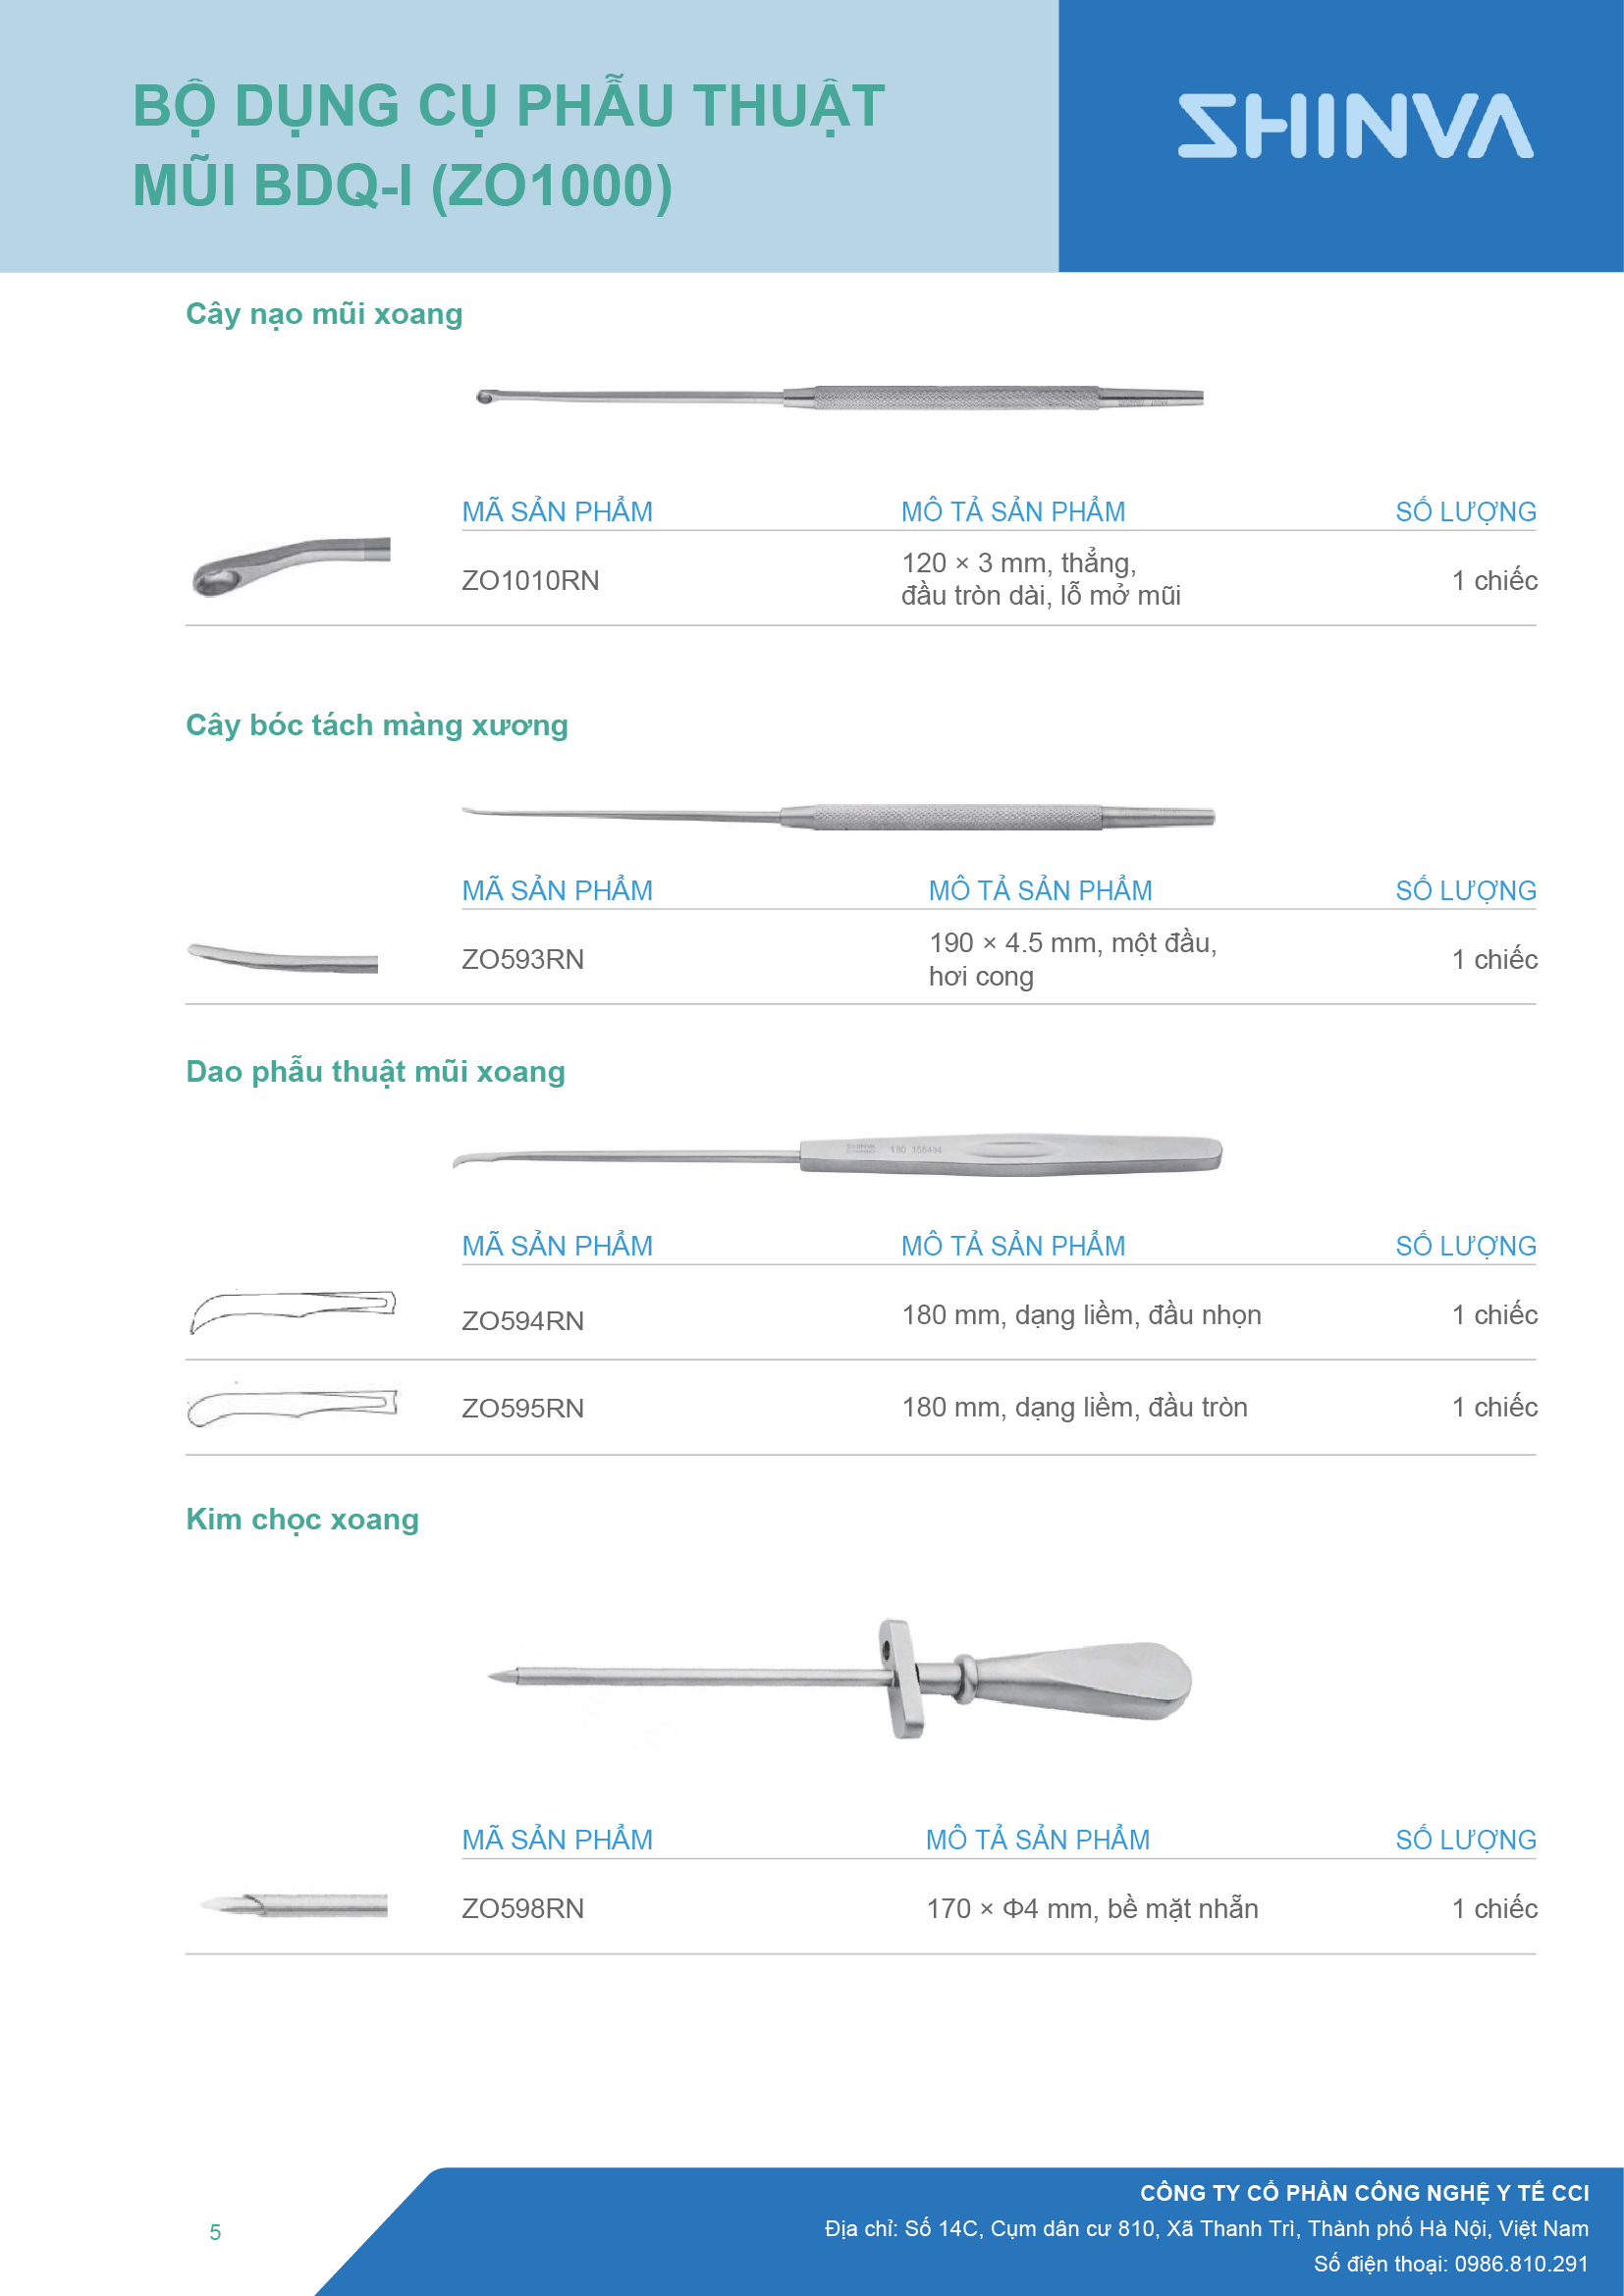 BỘ DỤNG CỤ PHẪU THUẬT
MŨI BDQ-I (ZO1000)
SHINVA
Cây nạo mũi xoang
MÃ SẢN PHẨM MÔ TẢ SẢN PHẨM SỐ LƯỢNG
ZO1010RN 120 × 3 mm, thẳng,
đầu tròn dài, lỗ mở mũi 1 chiếc
Cây bóc tách màng xương
MÃ SẢN PHẨM MÔ TẢ SẢN PHẨM SỐ LƯỢNG
ZO593RN 190 × 4.5 mm, một đầu,
hơi cong 1 chiếc
Dao phẫu thuật mũi xoang
SHINVA 180 155494
MÃ SẢN PHẨM MÔ TẢ SẢN PHẨM SỐ LƯỢNG
ZO594RN 180 mm, dạng liềm, đầu nhọn 1 chiếc
ZO595RN 180 mm, dạng liềm, đầu tròn 1 chiếc
Kim chọc xoang
MÃ SẢN PHẨM MÔ TẢ SẢN PHẨM SỐ LƯỢNG
ZO598RN 170 × Φ4 mm, bề mặt nhẵn 1 chiếc
CÔNG TY CỔ PHẦN CÔNG NGHỆ Y TẾ CCI
Địa chỉ: Số 14C, Cụm dân cư 810, Xã Thanh Trì, Thành phố Hà Nội, Việt Nam
Số điện thoại: 0986.810.291
5